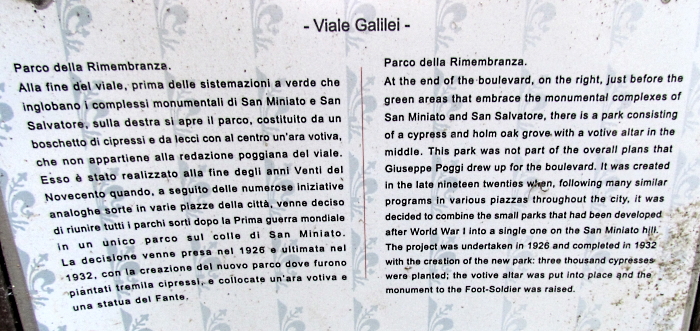 - Viale Galilei -
Parco della Rimembranza.
Alla fine del viale, prima delle sistemazioni a verde che
inglobano i complessi monumentali di San Miniato e San
Salvatore, sulla destra si apre il parco, costituito da un
boschetto di cipressi e da lecci con al centro un'ara votiva,
che non appartiene alla redazione poggiana del viale.
Esso è stato realizzato alla fine degli anni Venti del
Novecento quando, a seguito delle numerose iniziative
analoghe sorte in varie piazze della città, venne deciso
di riunire tutti i parchi sorti dopo la Prima guerra mondiale
in un unico parco sul colle di San Miniato.
La decisione venne presa nel 1926 e ultimata nel
1932, con la creazione del nuovo parco dove furono
piantati tremila cipressi, e collocate un'ara votiva e
una statua del Fante.
Parco della Rimembranza.
At the end of the boulevard, on the right, just before the
green areas that embrace the monumental complexes of
San Miniato and San Salvatore, there is a park consisting
of a cypress and holm oak grove with a votive altar in the
middle. This park was not part of the overall plans that
Giuseppe Poggi drew up for the boulevard. It was created
in the late nineteen twenties when, following many similar
programs in various piazzas throughout the city, it was
decided to combine the small parks that had been developed
after World War I into a single one on the San Miniato hill.
The project was undertaken in 1926 and completed in 1932
with the creation of the new park: three thousand cypresses
were planted; the votive altar was put into place and the
monument to the Foot-Soldier was raised.